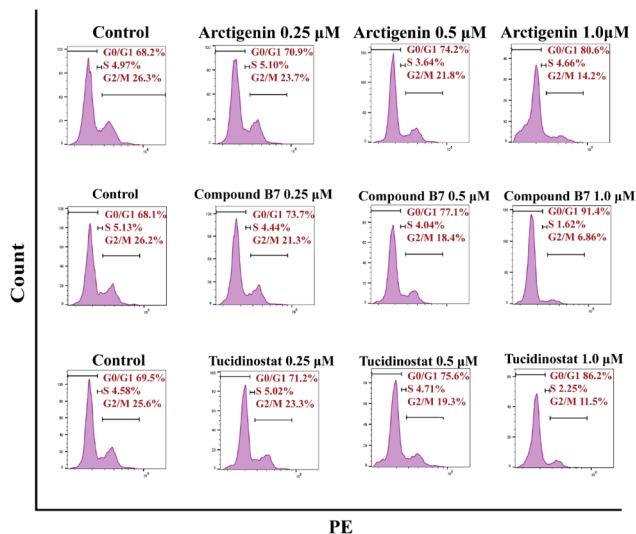 Control
Arctigenin 0.25 μM
Arctigenin 0.5 μM
Arctigenin 1.0μM
G0/G1 68.2%
S 4.97%
G2/M 26.3%
G0/G1 70.9%
S 5.10%
G2/M 23.7%
G0/G1 74.2%
S 3.64%
G2/M 21.8%
G0/G1 80.6%
S 4.66%
G2/M 14.2%
Control
Compound B7 0.25 μM
Compound B7 0.5 μM
Compound B7 1.0 μM
G0/G1 68.1%
S 5.13%
G2/M 26.2%
G0/G1 73.7%
S 4.44%
G2/M 21.3%
G0/G1 77.1%
S 4.04%
G2/M 18.4%
G0/G1 91.4%
S 1.62%
G2/M 6.86%
Control
Tucidinostat 0.25 μM
Tucidinostat 0.5 μM
Tucidinostat 1.0 μM
G0/G1 69.5%
S 4.58%
G2/M 25.6%
G0/G1 71.2%
S 5.02%
G2/M 23.3%
G0/G1 75.6%
S 4.71%
G2/M 19.3%
G0/G1 86.2%
S 2.25%
G2/M 11.5%
Count
PE